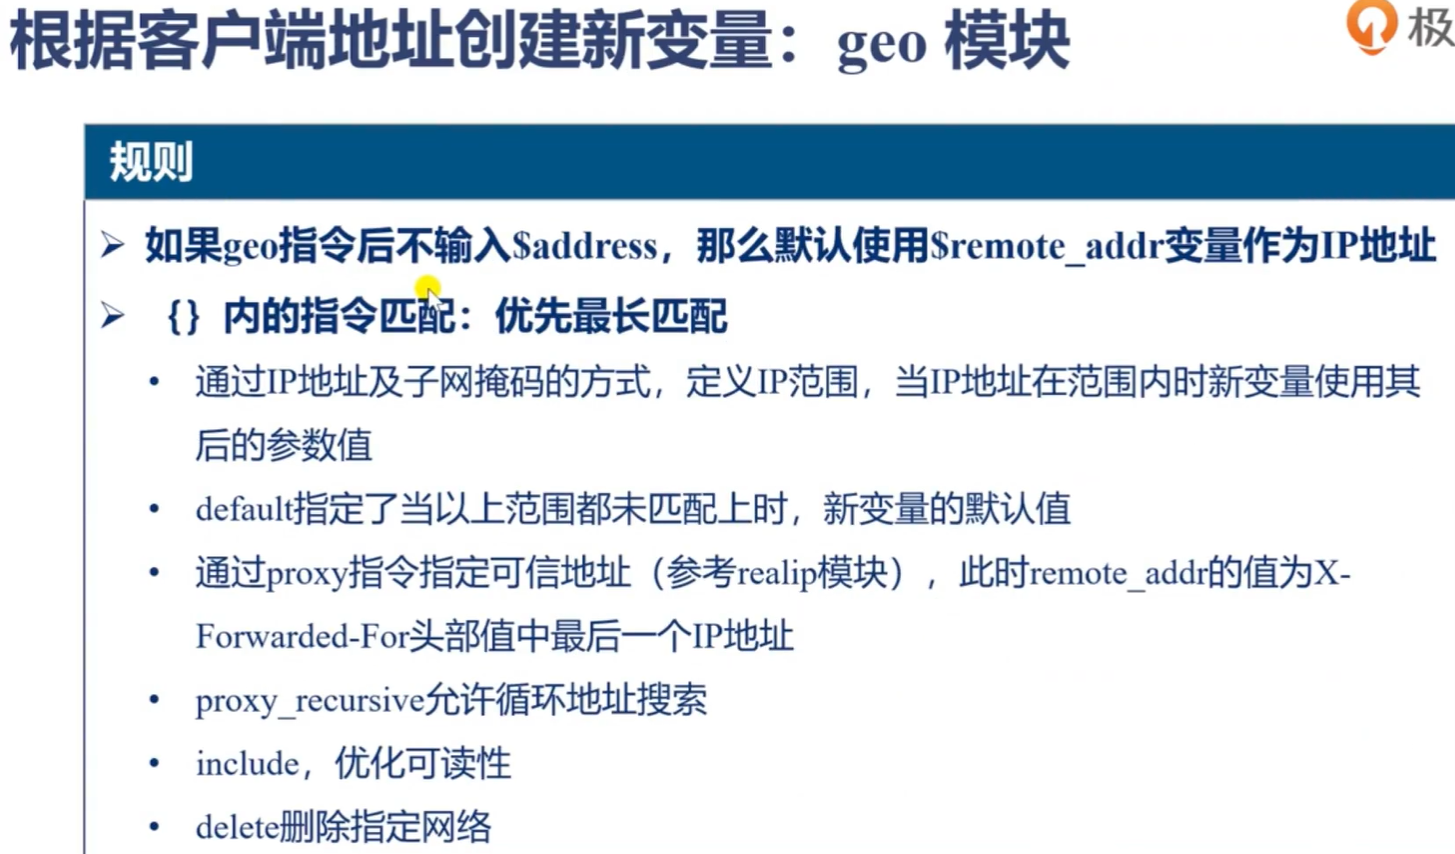 根据客户端地址创建新变量：geo 模块
极
规则
➢ 如果geo指令后不输入$address，那么默认使用$remote_addr变量作为IP地址
➢ {} 内的指令匹配：优先最长匹配
• 通过IP地址及子网掩码的方式，定义IP范围，当IP地址在范围内时新变量使用其
后的参数值
• default指定了当以上范围都未匹配上时，新变量的默认值
• 通过proxy指令指定可信地址（参考realip模块），此时remote_addr的值为X-
Forwarded-For头部值中最后一个IP地址
• proxy_recursive允许循环地址搜索
• include，优化可读性
• delete删除指定网络